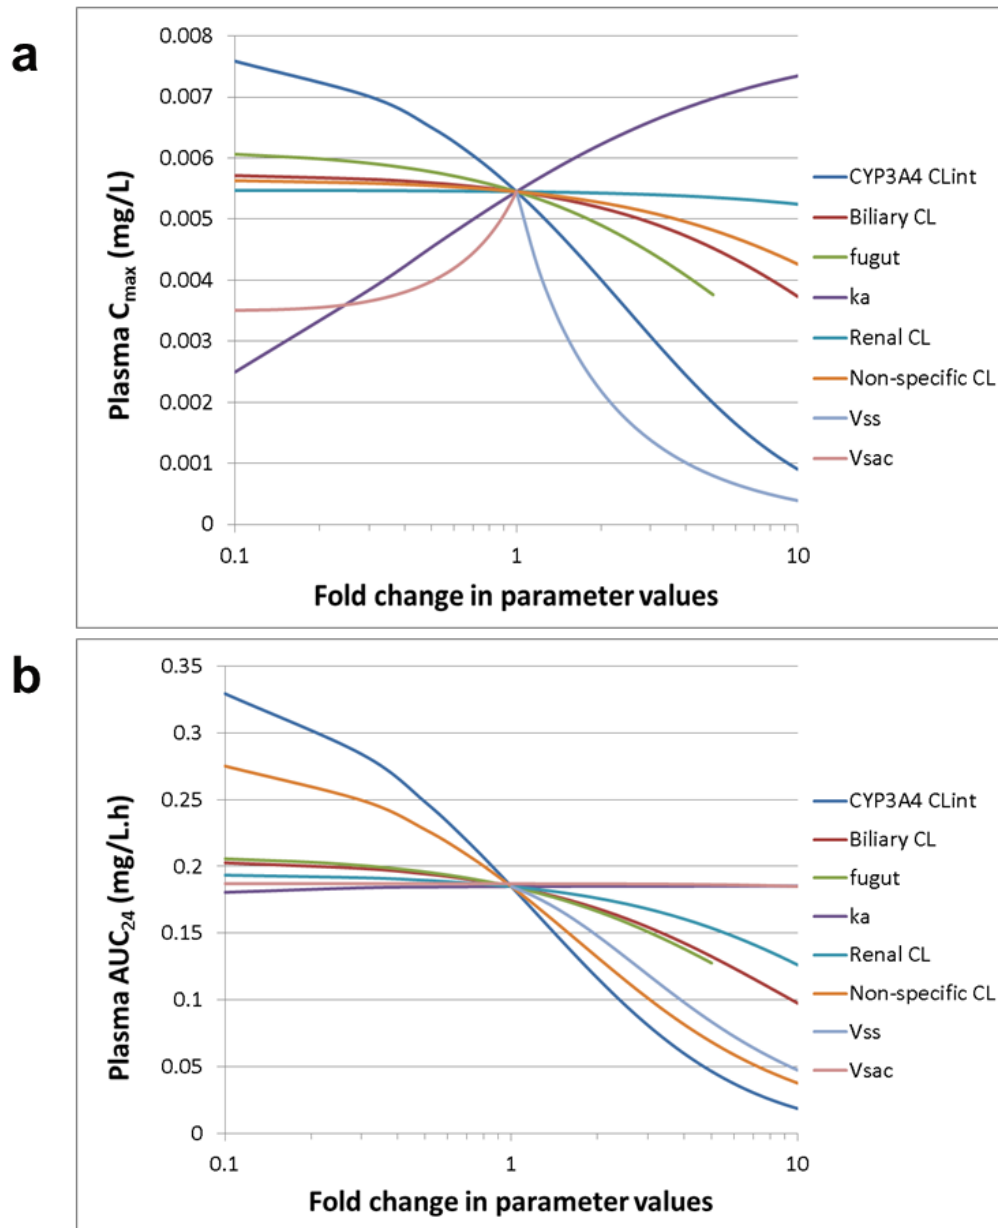 a
0.008
0.007
0.006
0.005
0.004
0.003
0.002
0.001
0
Plasma Cmax (mg/L)
0.1 1 10
Fold change in parameter values
CYP3A4 CLint
Biliary CL
fugut
ka
Renal CL
Non-specific CL
Vss
Vsac
b
0.35
0.3
0.25
0.2
0.15
0.1
0.05
0
Plasma AUC24 (mg/L.h)
0.1 1 10
Fold change in parameter values
CYP3A4 CLint
Biliary CL
fugut
ka
Renal CL
Non-specific CL
Vss
Vsac